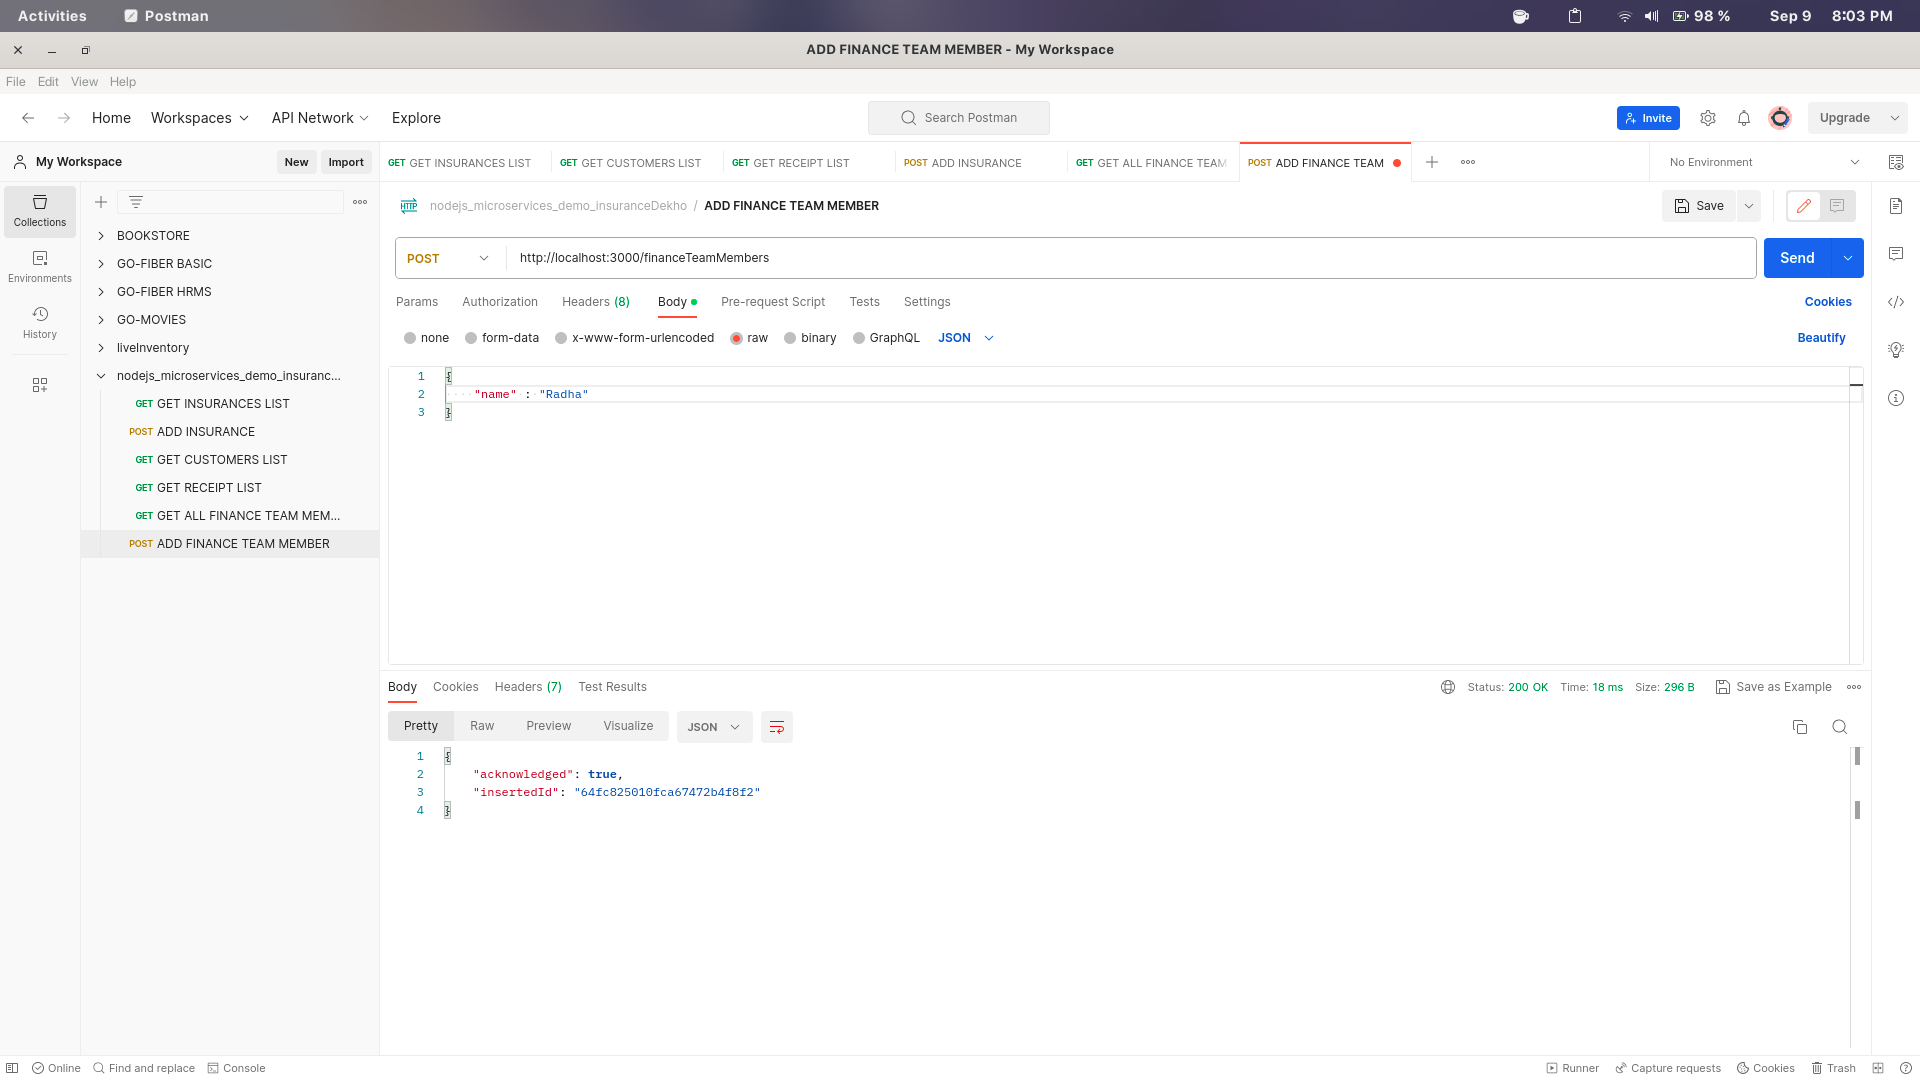 Activities Postman 98 % Sep 9 8:03 PM
ADD FINANCE TEAM MEMBER - My Workspace
File Edit View Help
Home Workspaces API Network Explore Search Postman Invite Upgrade
My Workspace New Import GET GET INSURANCES LIST GET GET CUSTOMERS LIST GET GET RECEIPT LIST POST ADD INSURANCE GET GET ALL FINANCE TEAM POST ADD FINANCE TEAM No Environment
Collections
Environments
History
BOOKSTORE
GO-FIBER BASIC
GO-FIBER HRMS
GO-MOVIES
liveInventory
nodejs_microservices_demo_insuranc...
GET GET INSURANCES LIST
POST ADD INSURANCE
GET GET CUSTOMERS LIST
GET GET RECEIPT LIST
GET GET ALL FINANCE TEAM MEM...
POST ADD FINANCE TEAM MEMBER
HTTP nodejs_microservices_demo_insuranceDekho / ADD FINANCE TEAM MEMBER Save
POST http://localhost:3000/financeTeamMembers Send
Params Authorization Headers (8) Body Pre-request Script Tests Settings Cookies
none form-data x-www-form-urlencoded raw binary GraphQL JSON Beautify
1 {
2 "name" : "Radha"
3 }
Body Cookies Headers (7) Test Results Status: 200 OK Time: 18 ms Size: 296 B Save as Example
Pretty Raw Preview Visualize JSON
1 {
2 "acknowledged": true,
3 "insertedId": "64fc825010fca67472b4f8f2"
4 }
Online Find and replace Console Runner Capture requests Cookies Trash